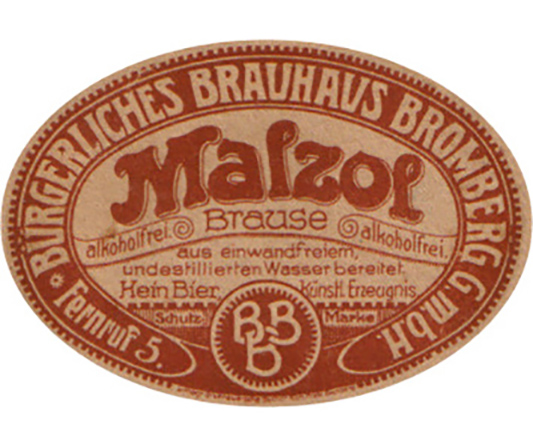 BÜRGERLICHES BRAUHAUS BROMBERG G.mbH.
Malzol
Brause
alkoholfrei. alkoholfrei.
aus einwandfreiem,
undestillierten Wasser bereitet.
Kein Bier. Künstl. Erzeugnis
Schutz- Marke
BbB
Fernruf 5.